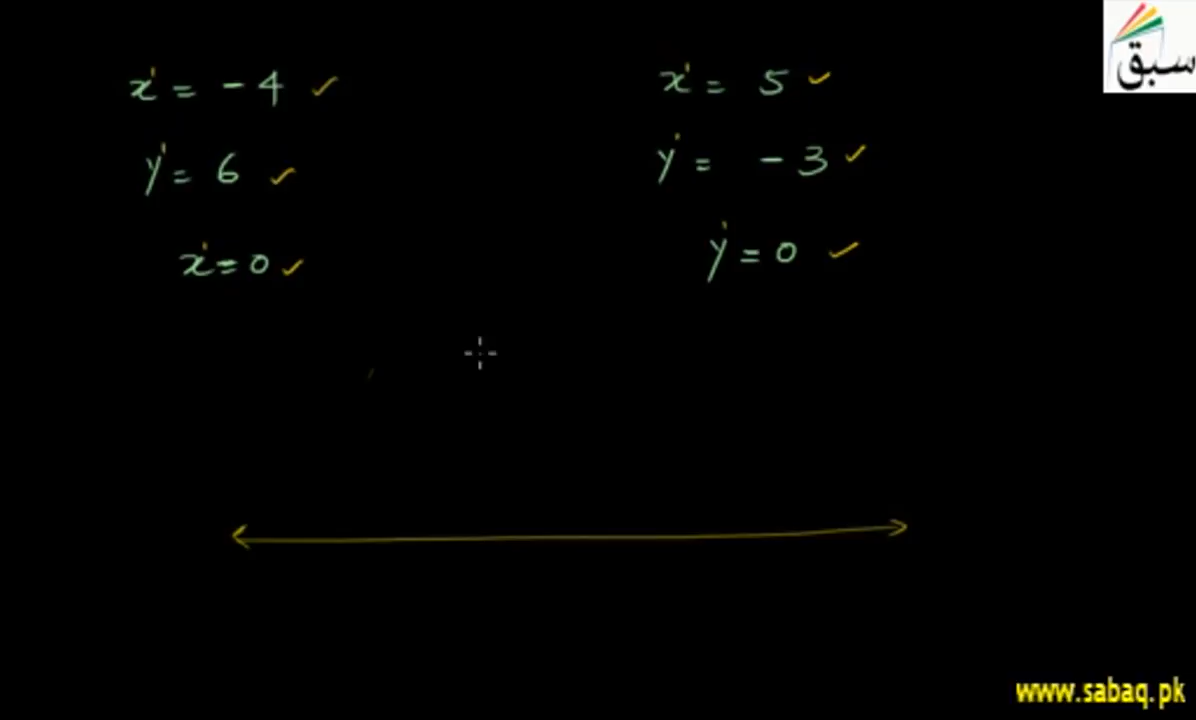 سبق
x' = - 4 ✓
y' = 6 ✓
x' = 0 ✓
x' = 5 ✓
y' = - 3 ✓
y' = 0 ✓
www.sabaq.pk